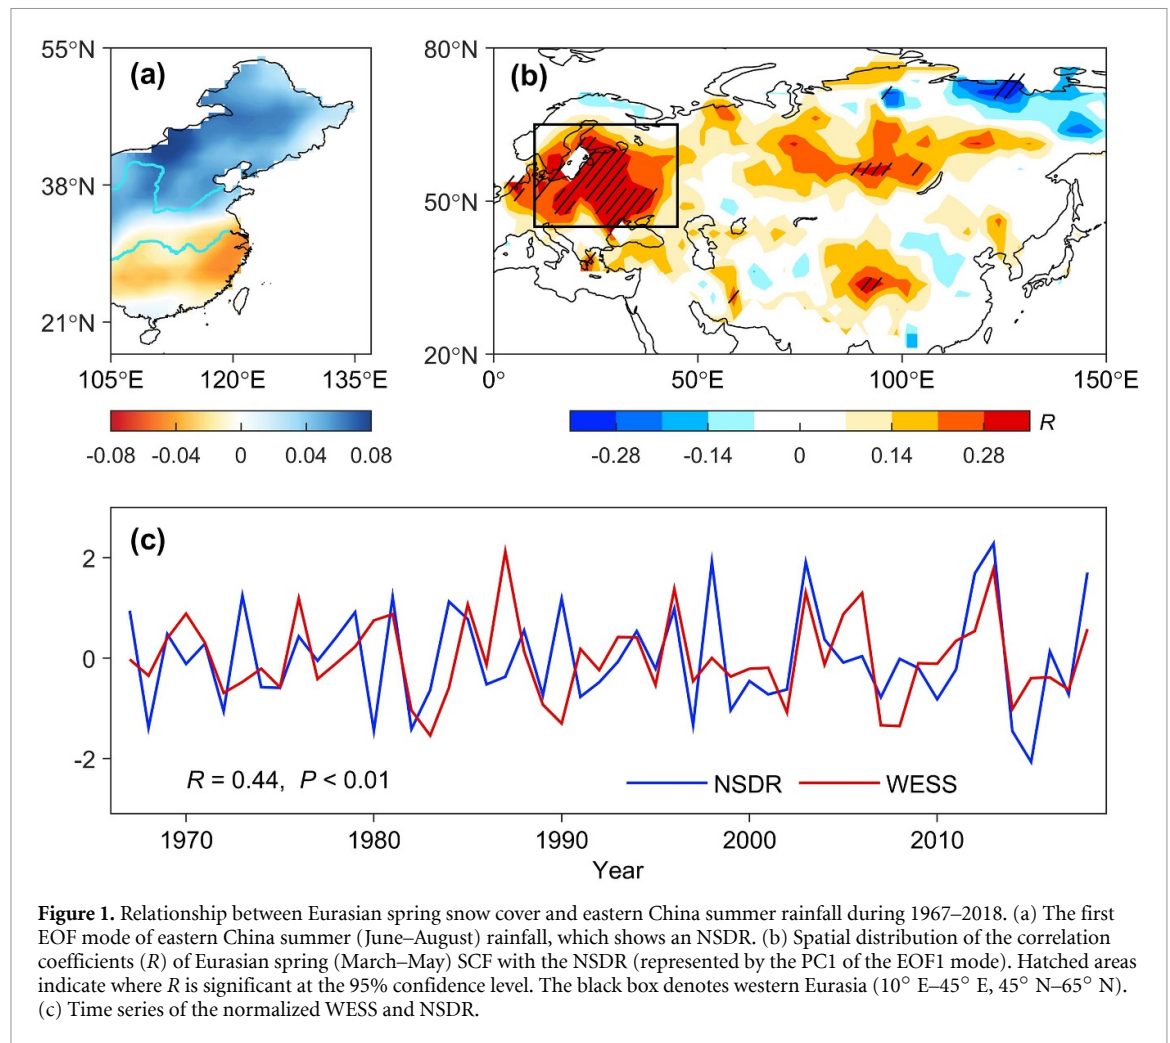 55°N
38°N
21°N
(a)
105°E 120°E 135°E
-0.08 -0.04 0 0.04 0.08
80°N
50°N
20°N
(b)
0° 50°E 100°E 150°E
R
-0.28 -0.14 0 0.14 0.28
(c)
2
0
-2
R = 0.44, P < 0.01
NSDR WESS
1970 1980 1990 2000 2010
Year
Figure 1. Relationship between Eurasian spring snow cover and eastern China summer rainfall during 1967–2018. (a) The first
EOF mode of eastern China summer (June–August) rainfall, which shows an NSDR. (b) Spatial distribution of the correlation
coefficients (R) of Eurasian spring (March–May) SCF with the NSDR (represented by the PC1 of the EOF1 mode). Hatched areas
indicate where R is significant at the 95% confidence level. The black box denotes western Eurasia (10° E–45° E, 45° N–65° N).
(c) Time series of the normalized WESS and NSDR.